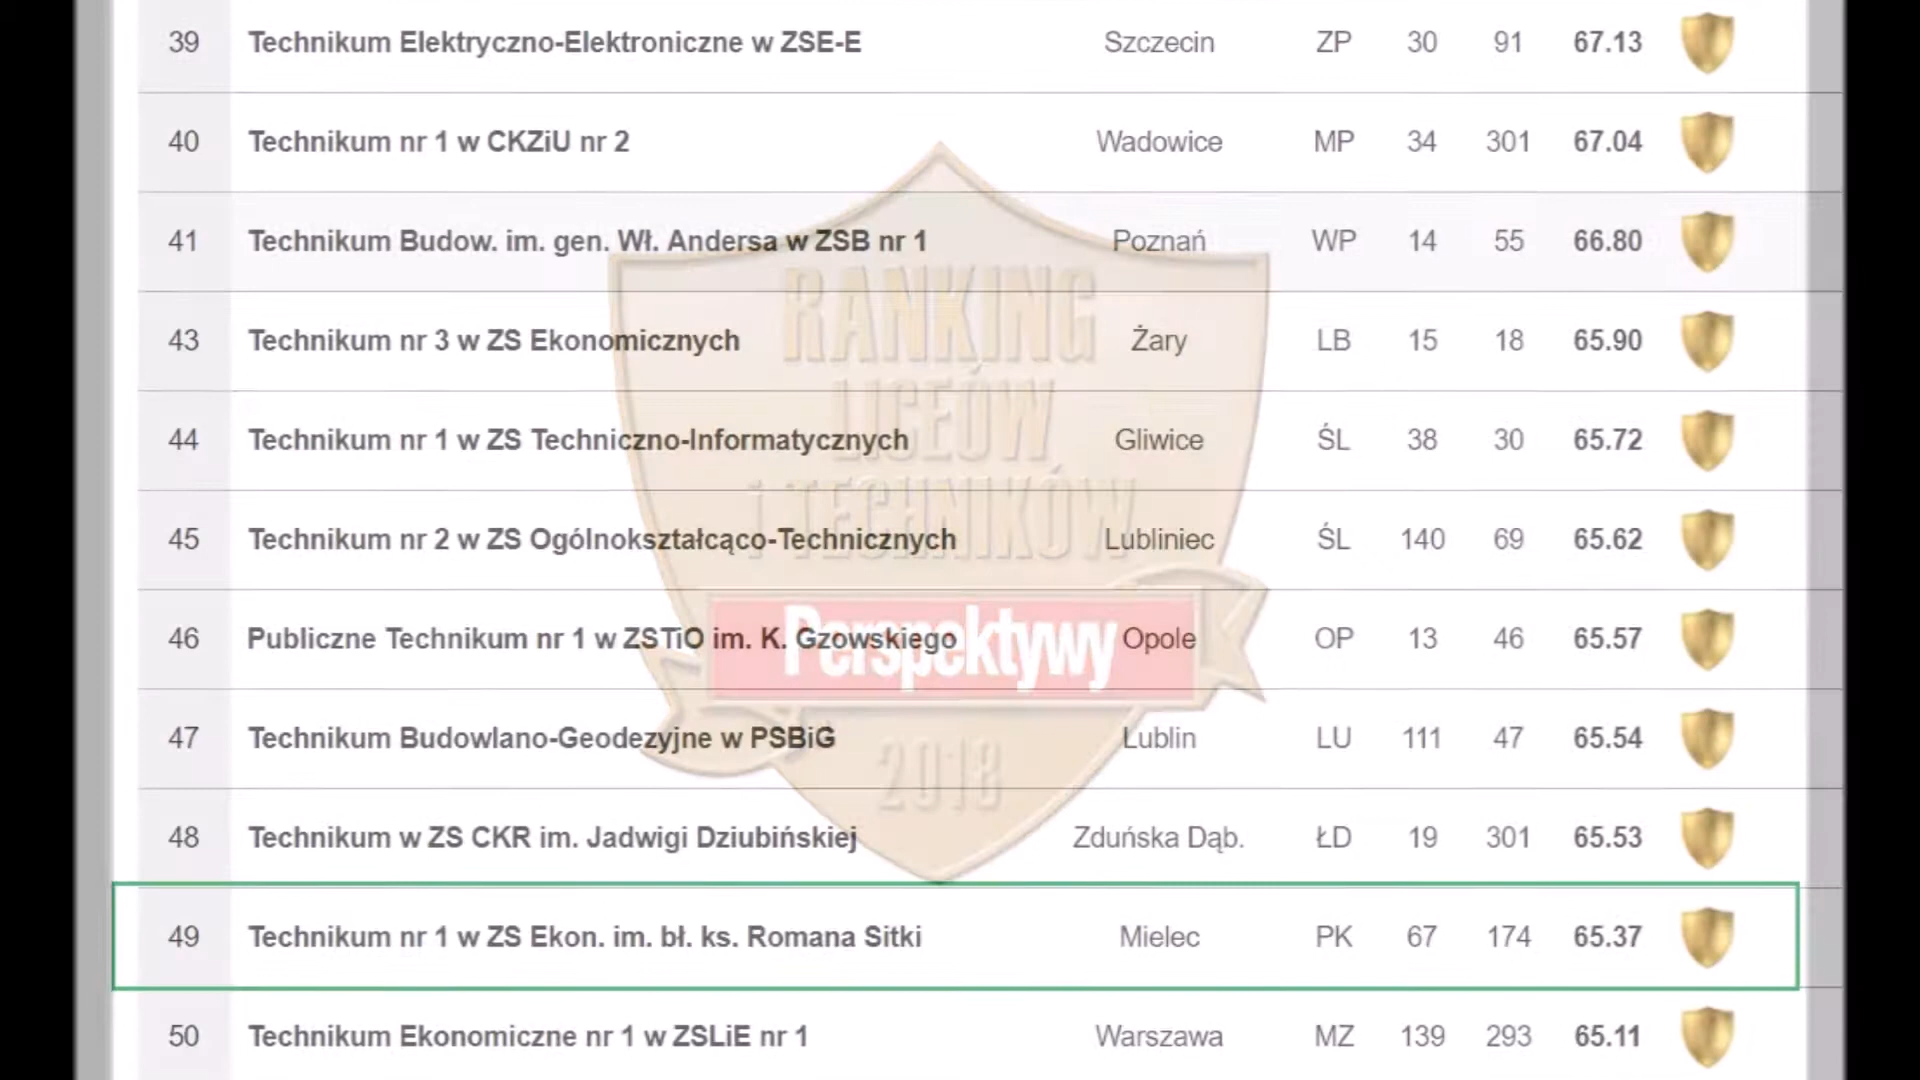 39 Technikum Elektryczno-Elektroniczne w ZSE-E Szczecin ZP 30 91 67.13
40 Technikum nr 1 w CKZiU nr 2 Wadowice MP 34 301 67.04
41 Technikum Budow. im. gen. Wł. Andersa w ZSB nr 1 Poznań WP 14 55 66.80
43 Technikum nr 3 w ZS Ekonomicznych Żary LB 15 18 65.90
44 Technikum nr 1 w ZS Techniczno-Informatycznych Gliwice ŚL 38 30 65.72
45 Technikum nr 2 w ZS Ogólnokształcąco-Technicznych Lubliniec ŚL 140 69 65.62
46 Publiczne Technikum nr 1 w ZSTiO im. K. Gzowskiego Opole OP 13 46 65.57
47 Technikum Budowlano-Geodezyjne w PSBiG Lublin LU 111 47 65.54
48 Technikum w ZS CKR im. Jadwigi Dziubińskiej Zduńska Dąb. ŁD 19 301 65.53
49 Technikum nr 1 w ZS Ekon. im. bł. ks. Romana Sitki Mielec PK 67 174 65.37
50 Technikum Ekonomiczne nr 1 w ZSLiE nr 1 Warszawa MZ 139 293 65.11
RANKING
LICEÓW
I TECHNIKÓW
Perspektywy
2018